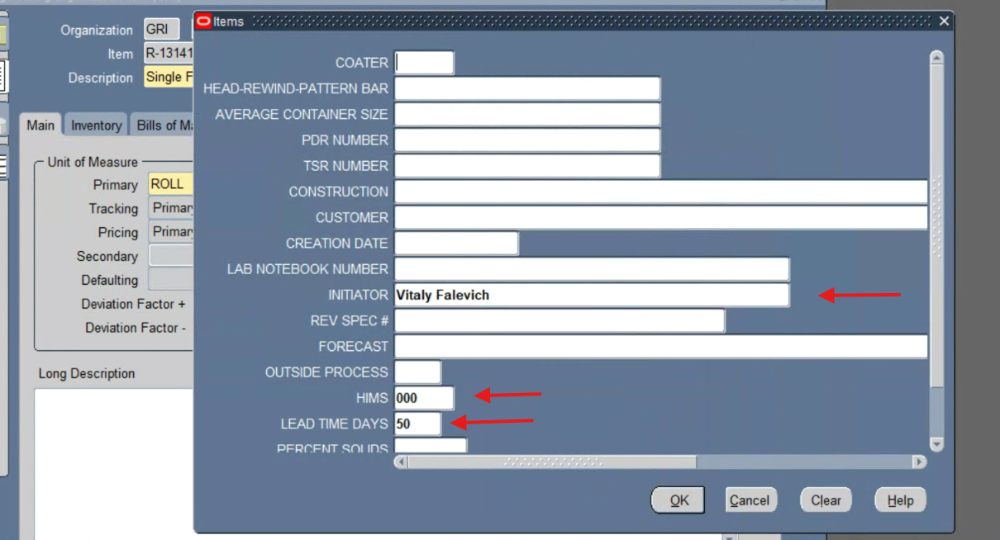 Items
Organization GRI
Item R-13141
Description Single F
Main Inventory Bills of Ma
Unit of Measure
Primary ROLL
Tracking Primar
Pricing Primar
Secondary
Defaulting
Deviation Factor +
Deviation Factor -
Long Description
COATER
HEAD-REWIND-PATTERN BAR
AVERAGE CONTAINER SIZE
PDR NUMBER
TSR NUMBER
CONSTRUCTION
CUSTOMER
CREATION DATE
LAB NOTEBOOK NUMBER
INITIATOR Vitaly Falevich
REV SPEC #
FORECAST
OUTSIDE PROCESS
HIMS 000
LEAD TIME DAYS 50
PERCENT SOLIDS
OK Cancel Clear Help